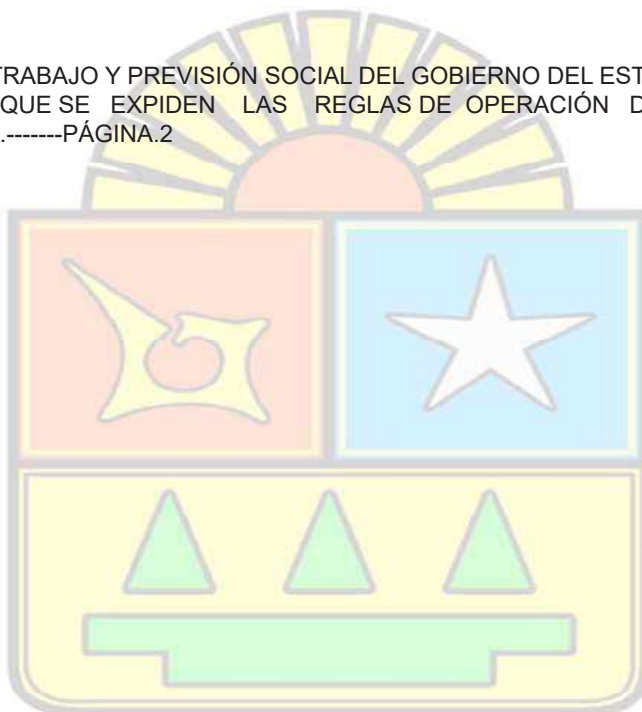 TRABAJO Y PREVISIÓN SOCIAL DEL GOBIERNO DEL EST
QUE SE EXPIDEN LAS REGLAS DE OPERACIÓN D
.-------PÁGINA.2